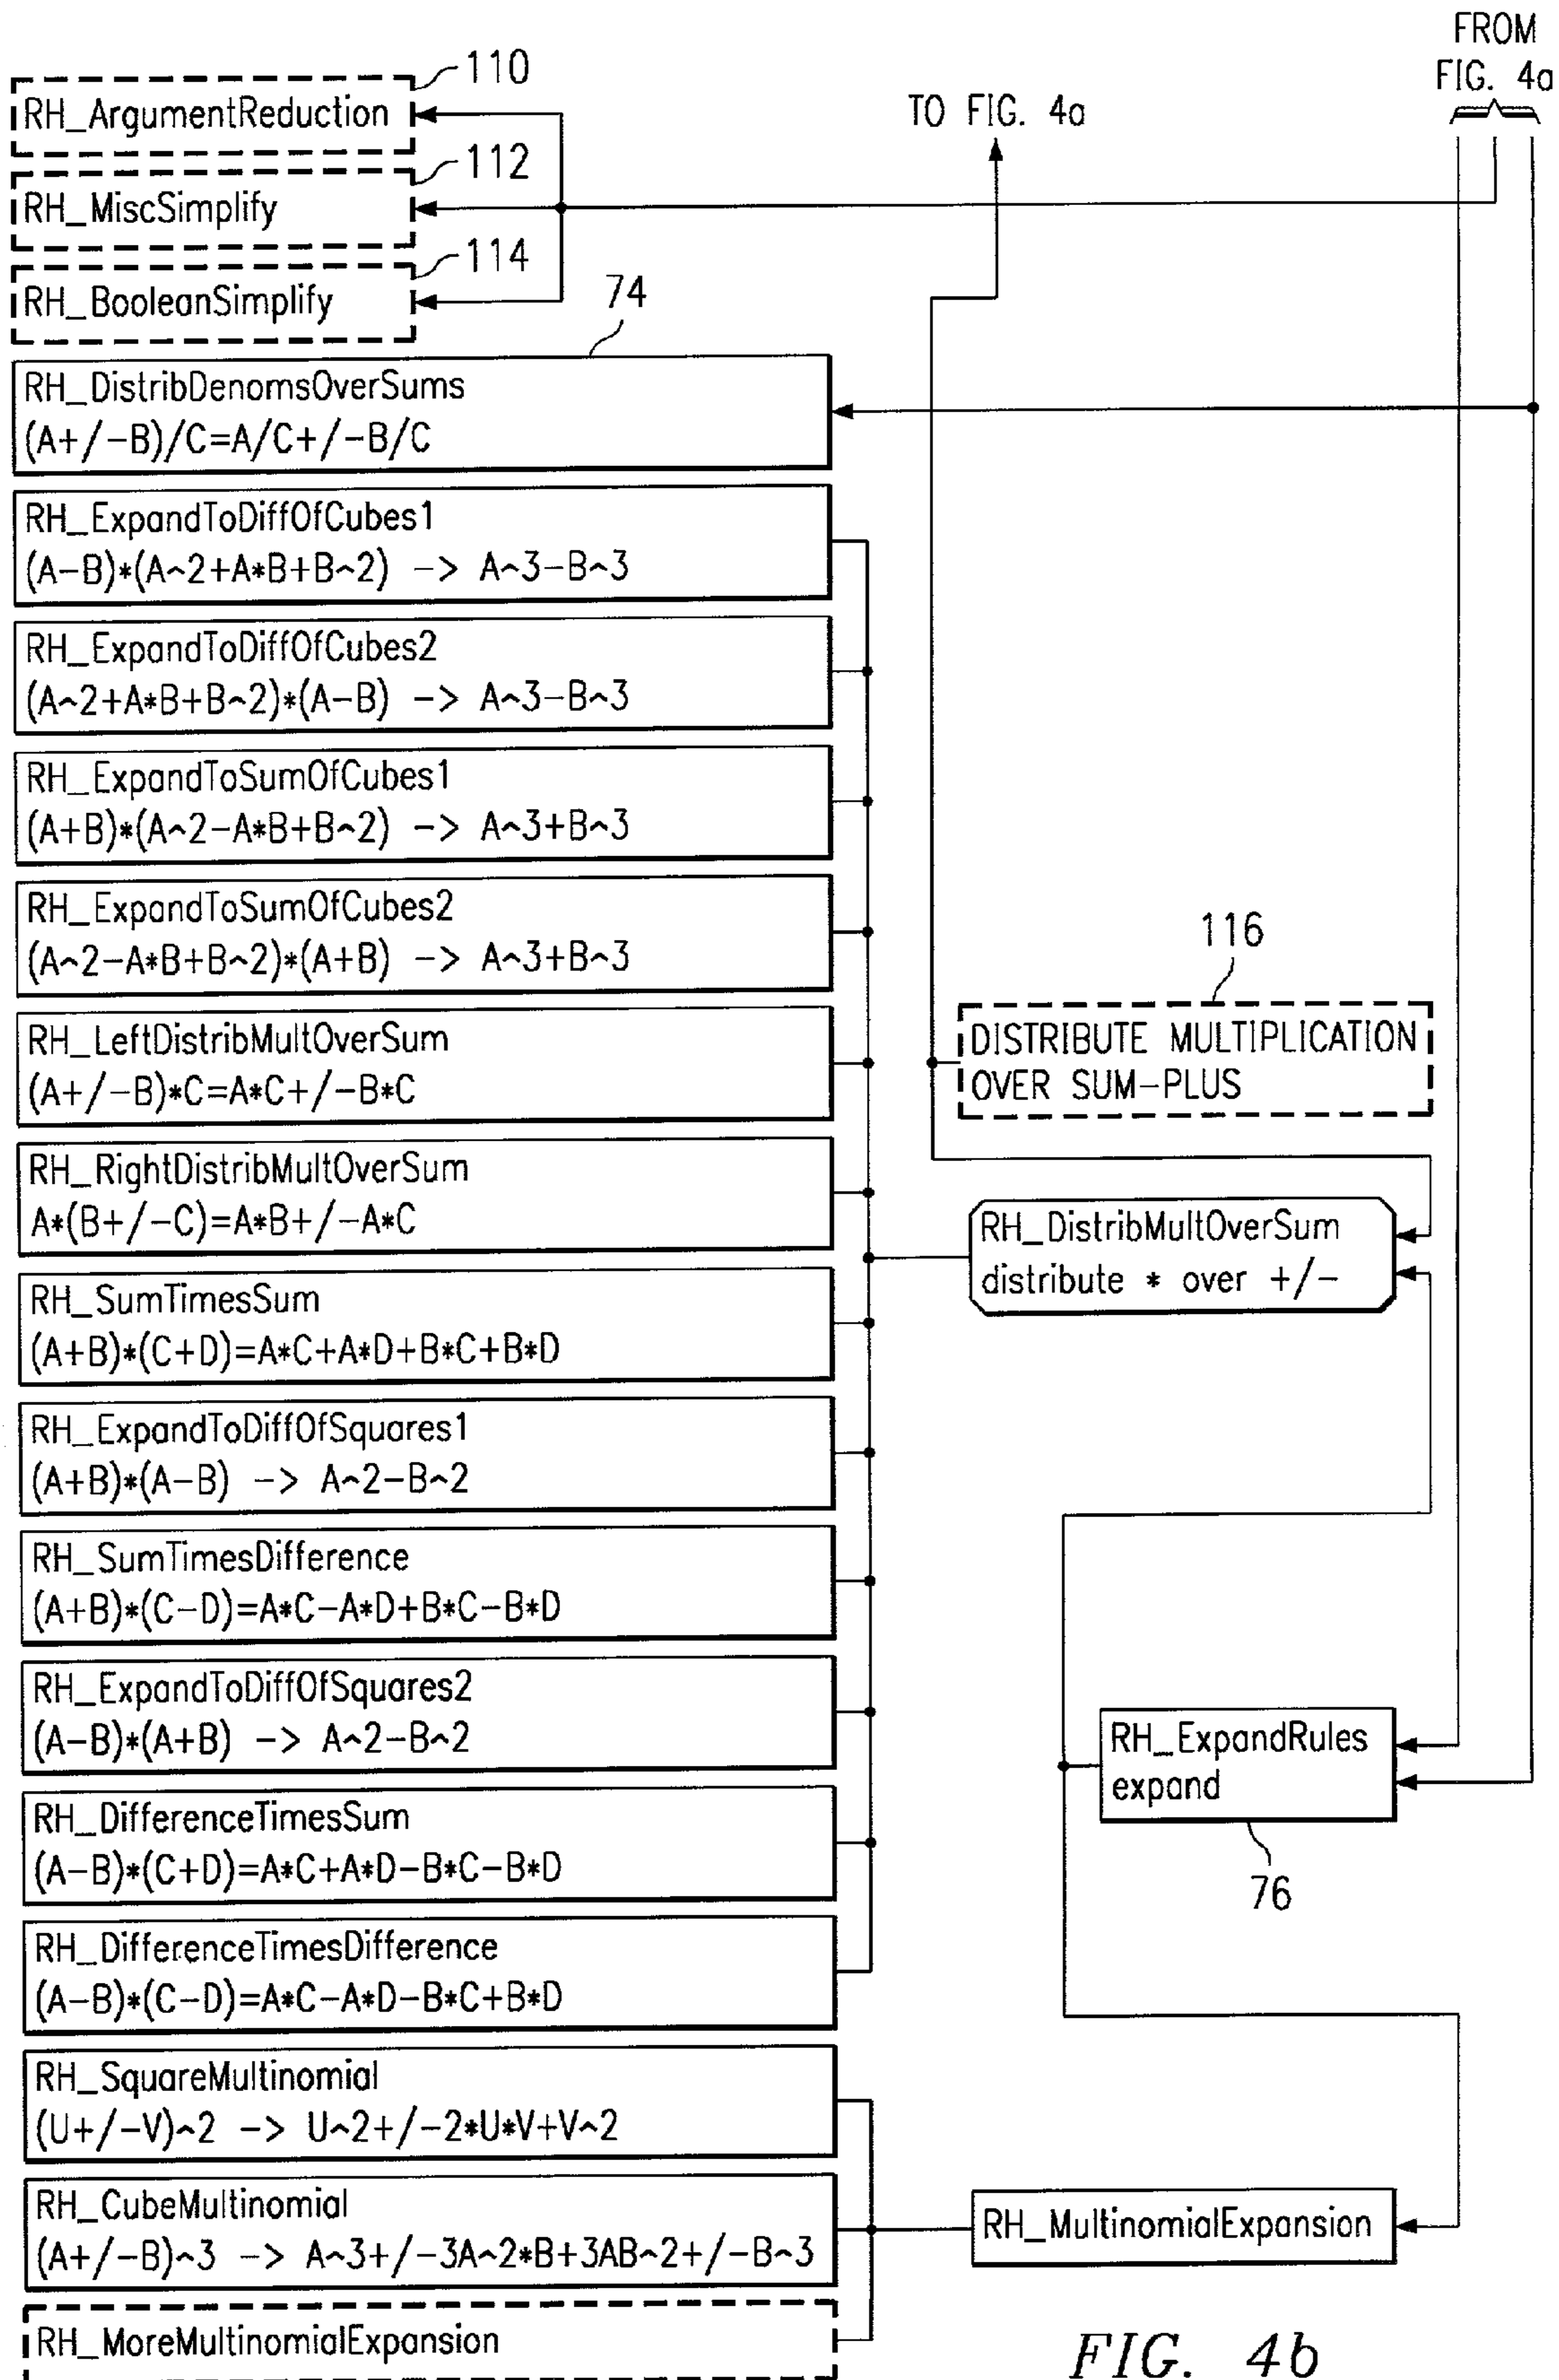 FROM
FIG. 4a
TO FIG. 4a
110
RH_ArgumentReduction
112
RH_MiscSimplify
114
RH_BooleanSimplify
74
RH_DistribDenomsOverSums
(A+/-B)/C=A/C+/-B/C
RH_ExpandToDiffOfCubes1
(A-B)*(A^2+A*B+B^2) -> A^3-B^3
RH_ExpandToDiffOfCubes2
(A^2+A*B+B^2)*(A-B) -> A^3-B^3
RH_ExpandToSumOfCubes1
(A+B)*(A^2-A*B+B^2) -> A^3+B^3
RH_ExpandToSumOfCubes2
(A^2-A*B+B^2)*(A+B) -> A^3+B^3
RH_LeftDistribMultOverSum
(A+/-B)*C=A*C+/-B*C
RH_RightDistribMultOverSum
A*(B+/-C)=A*B+/-A*C
RH_SumTimesSum
(A+B)*(C+D)=A*C+A*D+B*C+B*D
RH_ExpandToDiffOfSquares1
(A+B)*(A-B) -> A^2-B^2
RH_SumTimesDifference
(A+B)*(C-D)=A*C-A*D+B*C-B*D
RH_ExpandToDiffOfSquares2
(A-B)*(A+B) -> A^2-B^2
RH_DifferenceTimesSum
(A-B)*(C+D)=A*C+A*D-B*C-B*D
RH_DifferenceTimesDifference
(A-B)*(C-D)=A*C-A*D-B*C+B*D
RH_SquareMultinomial
(U+/-V)^2 -> U^2+/-2*U*V+V^2
RH_CubeMultinomial
(A+/-B)^3 -> A^3+/-3A^2*B+3AB^2+/-B^3
RH_MoreMultinomialExpansion
116
DISTRIBUTE MULTIPLICATION
OVER SUM-PLUS
RH_DistribMultOverSum
distribute * over +/-
RH_ExpandRules
expand
76
RH_MultinomialExpansion
FIG. 4b